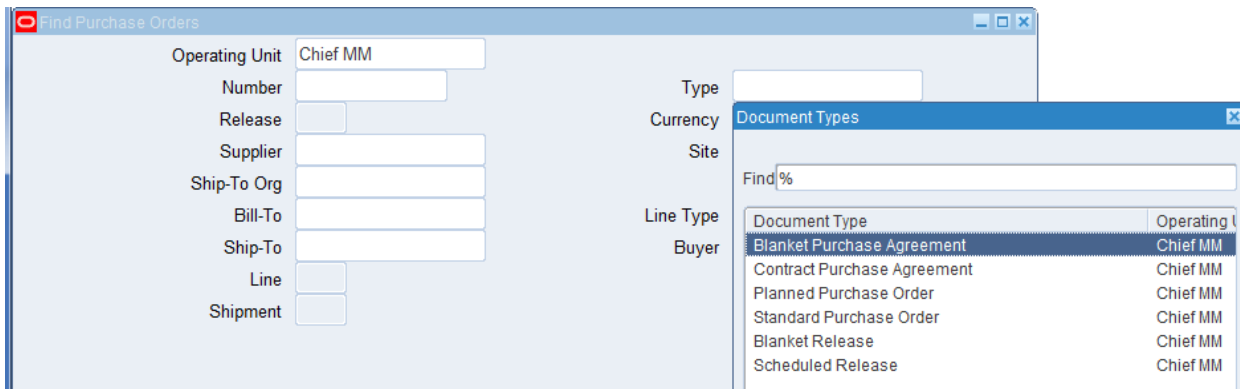 Find Purchase Orders
Operating Unit Chief MM
Number Type
Release Currency
Supplier Site
Ship-To Org
Bill-To Line Type
Ship-To Buyer
Line
Shipment
Document Types
Find %
Document Type Operating
Blanket Purchase Agreement Chief MM
Contract Purchase Agreement Chief MM
Planned Purchase Order Chief MM
Standard Purchase Order Chief MM
Blanket Release Chief MM
Scheduled Release Chief MM